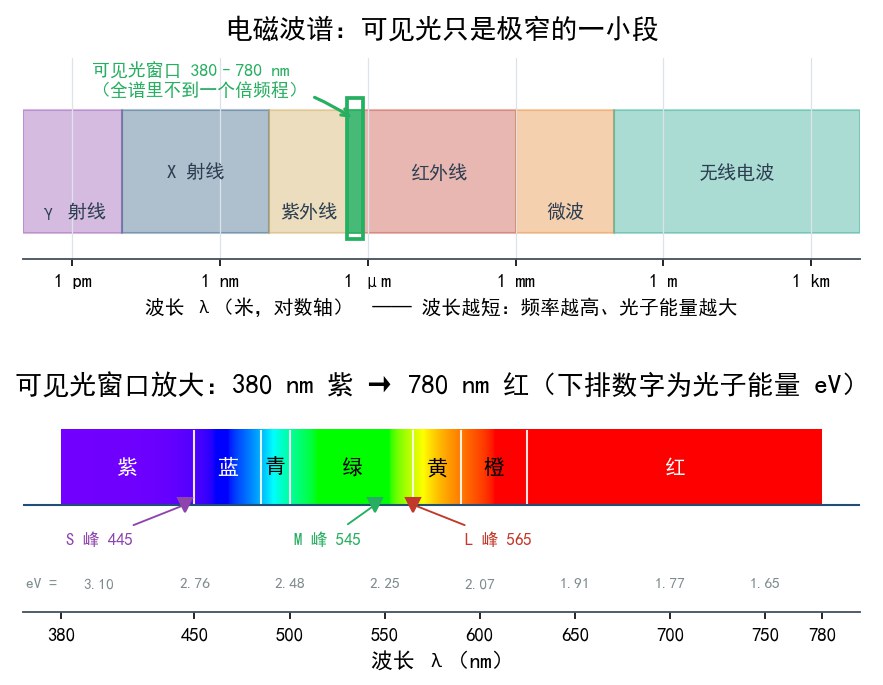 电磁波谱：可见光只是极窄的一小段
可见光窗口 380–780 nm
（全谱里不到一个倍频程）
γ 射线
X 射线
紫外线
红外线
微波
无线电波
1 pm
1 nm
1 μm
1 mm
1 m
1 km
波长 λ（米，对数轴） —— 波长越短：频率越高、光子能量越大
可见光窗口放大：380 nm 紫 → 780 nm 红（下排数字为光子能量 eV）
紫
蓝
青
绿
黄
橙
红
S 峰 445
M 峰 545
L 峰 565
eV =
3.10
2.76
2.48
2.25
2.07
1.91
1.77
1.65
380
450
500
550
600
650
700
750
780
波长 λ（nm）